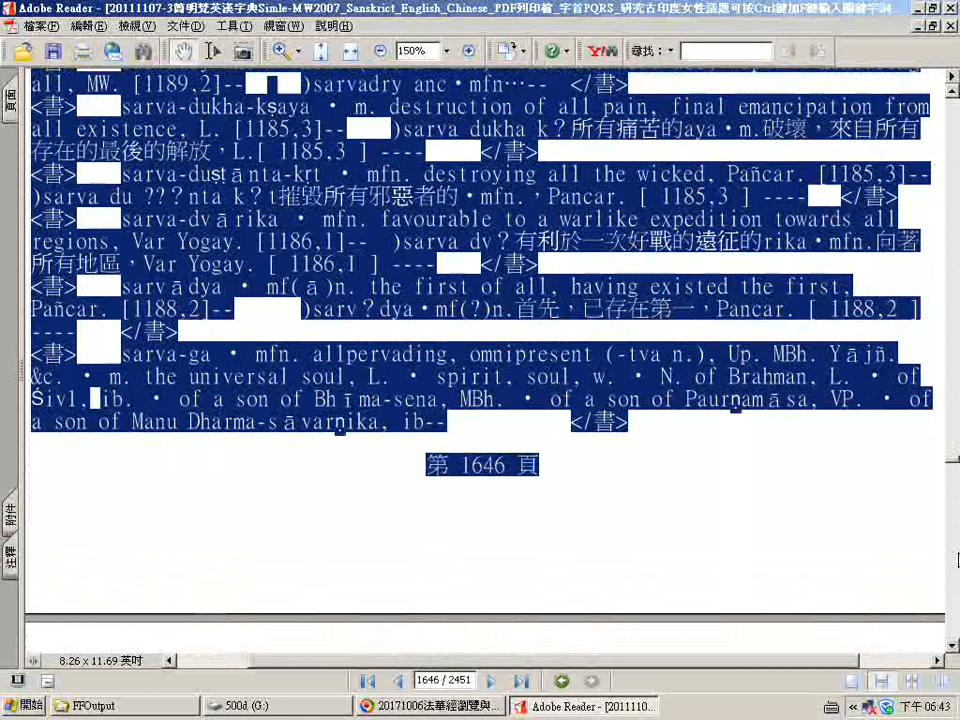 Adobe Reader - [20111107-3簡明梵英漢字典Simle-MW2007_Sanskrict_English_Chinese_PDF列印檔_字首PQRS_研究古印度女性議題可按Ctrl鍵加F鍵輸入關鍵字詞
檔案(F) 編輯(E) 檢視(V) 文件(D) 工具(T) 視窗(W) 說明(H)
150% Y! 尋找：
頁面
all, MW. [1189,2]-- )sarvadry anc・mfn…-- </書>
<書> sarva-dukha-kṣaya • m. destruction of all pain, final emancipation from
all existence, L. [1185,3]-- )sarva dukha k？所有痛苦的aya・m.破壞，來自所有
存在的最後的解放，L.[ 1185,3 ] ---- </書>
<書> sarva-duṣṭānta-kṛt • mfn. destroying all the wicked, Pañcar. [1185,3]--
)sarva du ??？nta k？t摧毀所有邪惡者的・mfn.，Pancar. [ 1185,3 ] ---- </書>
<書> sarva-dvārika • mfn. favourable to a warlike expedition towards all
regions, Var Yogay. [1186,1]-- )sarva dv？有利於一次好戰的遠征的rika・mfn.向著
所有地區，Var Yogay. [ 1186,1 ] ---- </書>
<書> sarvādya • mf(ā)n. the first of all, having existed the first,
Pañcar. [1188,2]-- )sarv？dya・mf(?)n.首先，已存在第一，Pancar. [ 1188,2 ]
---- </書>
<書> sarva-ga • mfn. allpervading, omnipresent (-tva n.), Up. MBh. Yājñ.
&c. • m. the universal soul, L. • spirit, soul, w. • N. of Brahman, L. • of
Śivl, ib. • of a son of Bhīma-sena, MBh. • of a son of Paurṇamāsa, VP. • of
a son of Manu Dharma-sāvarṇika, ib-- </書>
第 1646 頁
附件
注釋
8.26 x 11.69 英吋
1646 / 2451
開始 FFOutput 500d (G:) 20171006法華經瀏覽與... Adobe Reader - [2011110... 下午 06:43